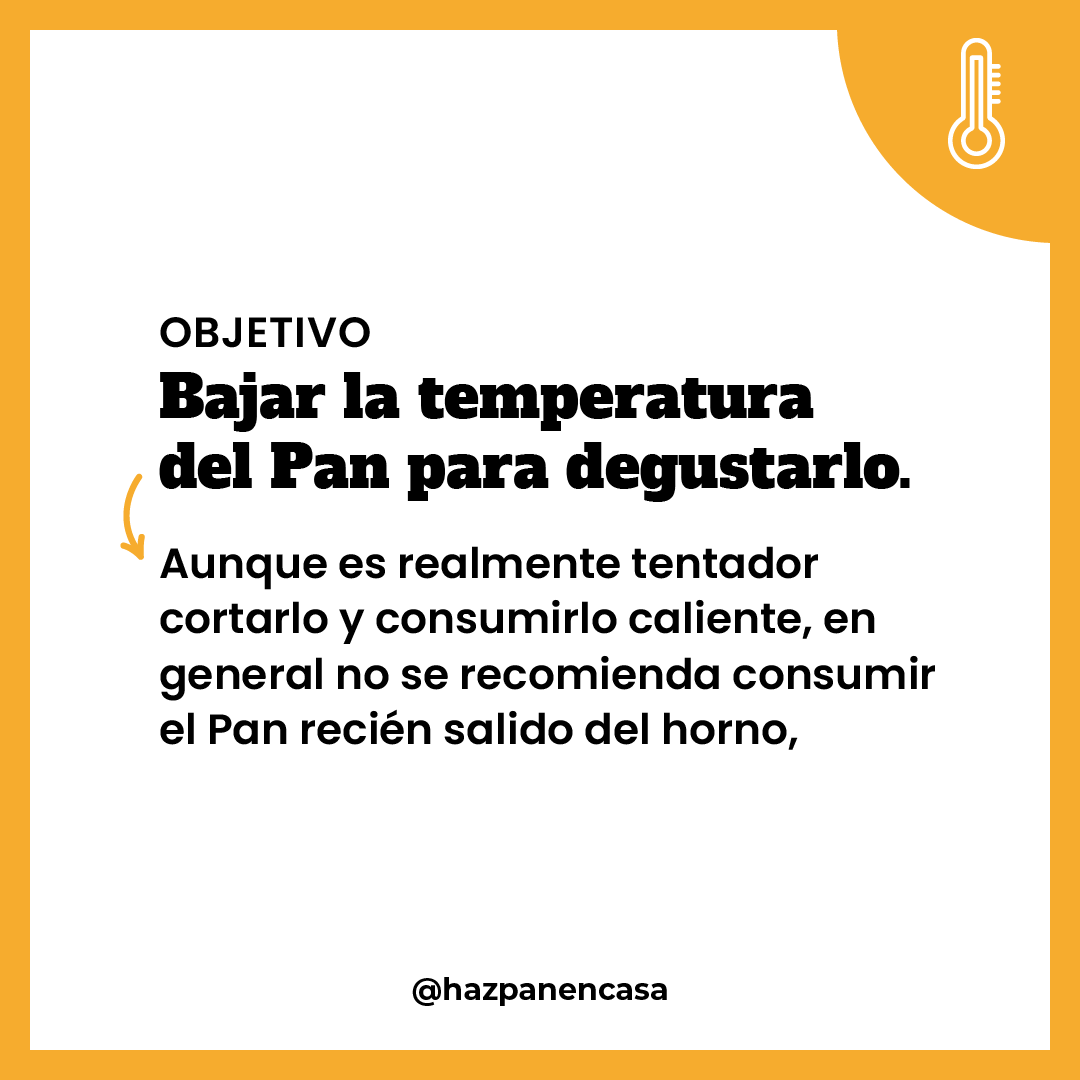 OBJETIVO
Bajar la temperatura
del Pan para degustarlo.
Aunque es realmente tentador
cortarlo y consumirlo caliente, en
general no se recomienda consumir
el Pan recién salido del horno,
@hazpanencasa